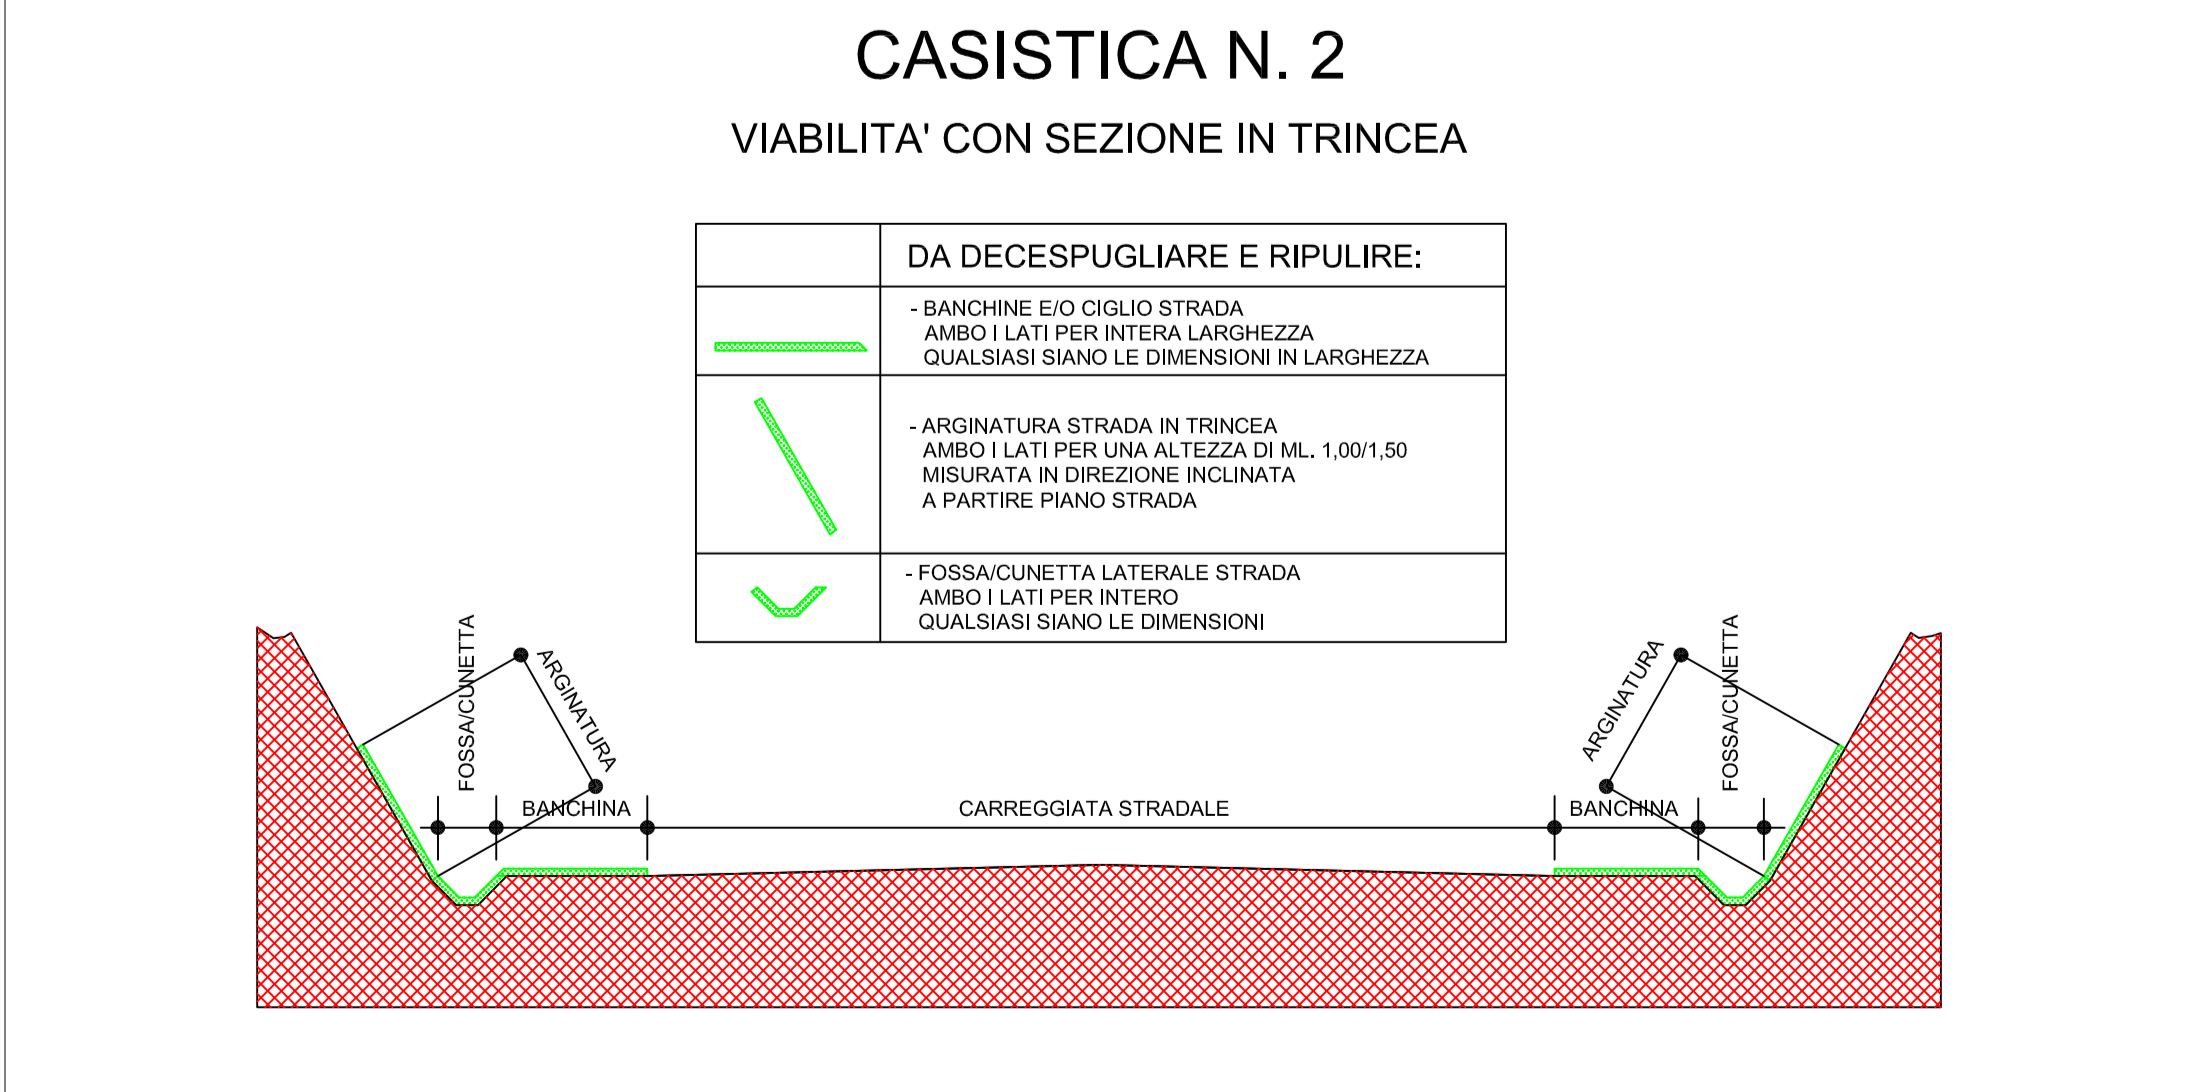 CASISTICA N. 2
VIABILITA' CON SEZIONE IN TRINCEA
DA DECESPUGLIARE E RIPULIRE:
- BANCHINE E/O CIGLIO STRADA
AMBO I LATI PER INTERA LARGHEZZA
QUALSIASI SIANO LE DIMENSIONI IN LARGHEZZA
- ARGINATURA STRADA IN TRINCEA
AMBO I LATI PER UNA ALTEZZA DI ML. 1,00/1,50
MISURATA IN DIREZIONE INCLINATA
A PARTIRE PIANO STRADA
- FOSSA/CUNETTA LATERALE STRADA
AMBO I LATI PER INTERO
QUALSIASI SIANO LE DIMENSIONI
FOSSA/CUNETTA
ARGINATURA
BANCHINA
CARREGGIATA STRADALE
ARGINATURA
BANCHINA
FOSSA/CUNETTA